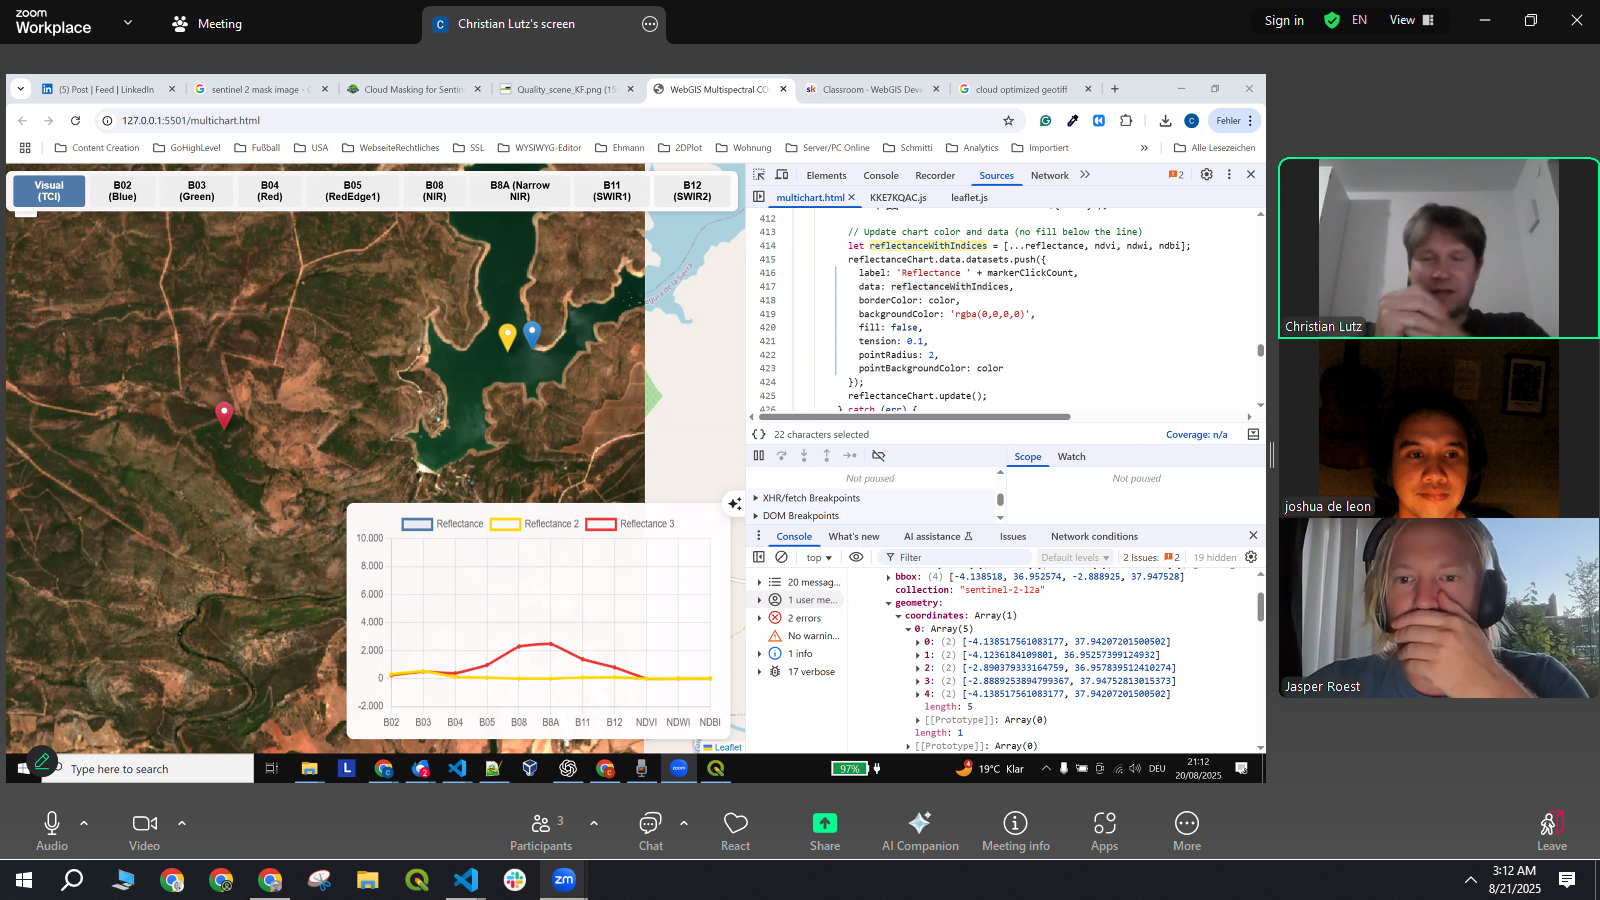 zoom
Workplace
Meeting
C Christian Lutz's screen
Sign in
EN
View
(5) Post | Feed | LinkedIn
sentinel 2 mask image -
Cloud Masking for Sentin
Quality_scene_KF.png (15
WebGIS Multispectral CO
Classroom · WebGIS Deve
cloud optimized geotiff -
127.0.0.1:5501/multichart.html
Fehler
Content Creation
GoHighLevel
Fußball
USA
WebseiteRechtliches
SSL
WYSIWYG-Editor
Ehmann
2DPlot
Wohnung
Server/PC Online
Schmitti
Analytics
Importiert
Alle Lesezeichen
Visual (TCI)
B02 (Blue)
B03 (Green)
B04 (Red)
B05 (RedEdge1)
B08 (NIR)
B8A (Narrow NIR)
B11 (SWIR1)
B12 (SWIR2)
egura de la Sierra
Elements
Console
Recorder
Sources
Network
2
multichart.html
KKE7KQAC.js
leaflet.js
412
413 // Update chart color and data (no fill below the line)
414 let reflectanceWithIndices = [...reflectance, ndvi, ndwi, ndbi];
415 reflectanceChart.data.datasets.push({
416 label: 'Reflectance ' + markerClickCount,
417 data: reflectanceWithIndices,
418 borderColor: color,
419 backgroundColor: 'rgba(0,0,0,0)',
420 fill: false,
421 tension: 0.1,
422 pointRadius: 2,
423 pointBackgroundColor: color
424 });
425 reflectanceChart.update();
426 } catch (err) {
22 characters selected
Coverage: n/a
Scope
Watch
Not paused
Not paused
XHR/fetch Breakpoints
DOM Breakpoints
Console
What's new
AI assistance
Issues
Network conditions
top
Filter
Default levels
2 Issues:
2
19 hidden
20 messag...
1 user me...
2 errors
No warnin...
1 info
17 verbose
bbox: (4) [-4.138518, 36.952574, -2.888925, 37.947528]
collection: "sentinel-2-l2a"
geometry:
coordinates: Array(1)
0: Array(5)
0: (2) [-4.138517561083177, 37.94207201500502]
1: (2) [-4.1236184109801, 36.95257399124932]
2: (2) [-2.890379333164759, 36.957839512410274]
3: (2) [-2.8889253894799367, 37.94752813015373]
4: (2) [-4.138517561083177, 37.94207201500502]
length: 5
[[Prototype]]: Array(0)
length: 1
[[Prototype]]: Array(0)
Reflectance
Reflectance 2
Reflectance 3
10.000
8.000
6.000
4.000
2.000
0
-2.000
B02 B03 B04 B05 B08 B8A B11 B12 NDVI NDWI NDBI
Leaflet
Type here to search
97%
19°C Klar
DEU
21:12
20/08/2025
Christian Lutz
joshua de leon
Jasper Roest
Audio
Video
Participants
3
Chat
React
Share
AI Companion
Meeting info
Apps
More
Leave
zm
3:12 AM
8/21/2025